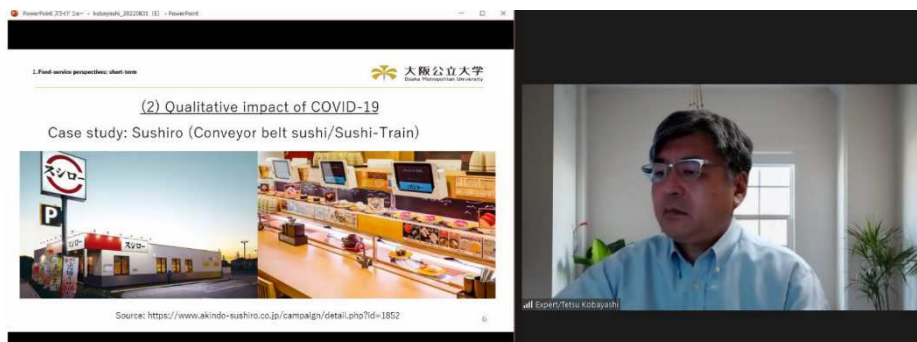 PowerPoint スライド ショー - kobayashi_20220831 (E) - PowerPoint
1.Food-service perspectives: short-term
大阪公立大学
Osaka Metropolitan University
(2) Qualitative impact of COVID-19
Case study: Sushiro (Conveyor belt sushi/Sushi-Train)
スシロー
P
スシロー
Source: https://www.akindo-sushiro.co.jp/campaign/detail.php?id=1852
6
Expert/Tetsu Kobayashi